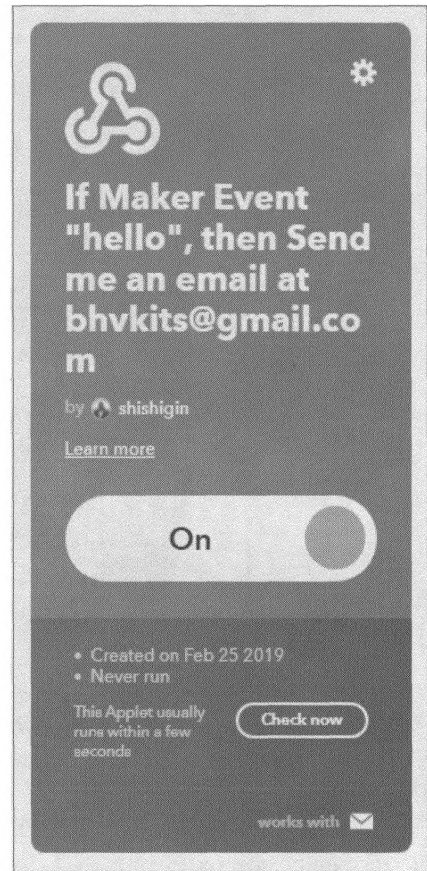 If Maker Event
"hello", then Send
me an email at
bhvkits@gmail.co
m
by shishigin
Learn more
On
• Created on Feb 25 2019
• Never run
This Applet usually
runs within a few
seconds
Check now
works with